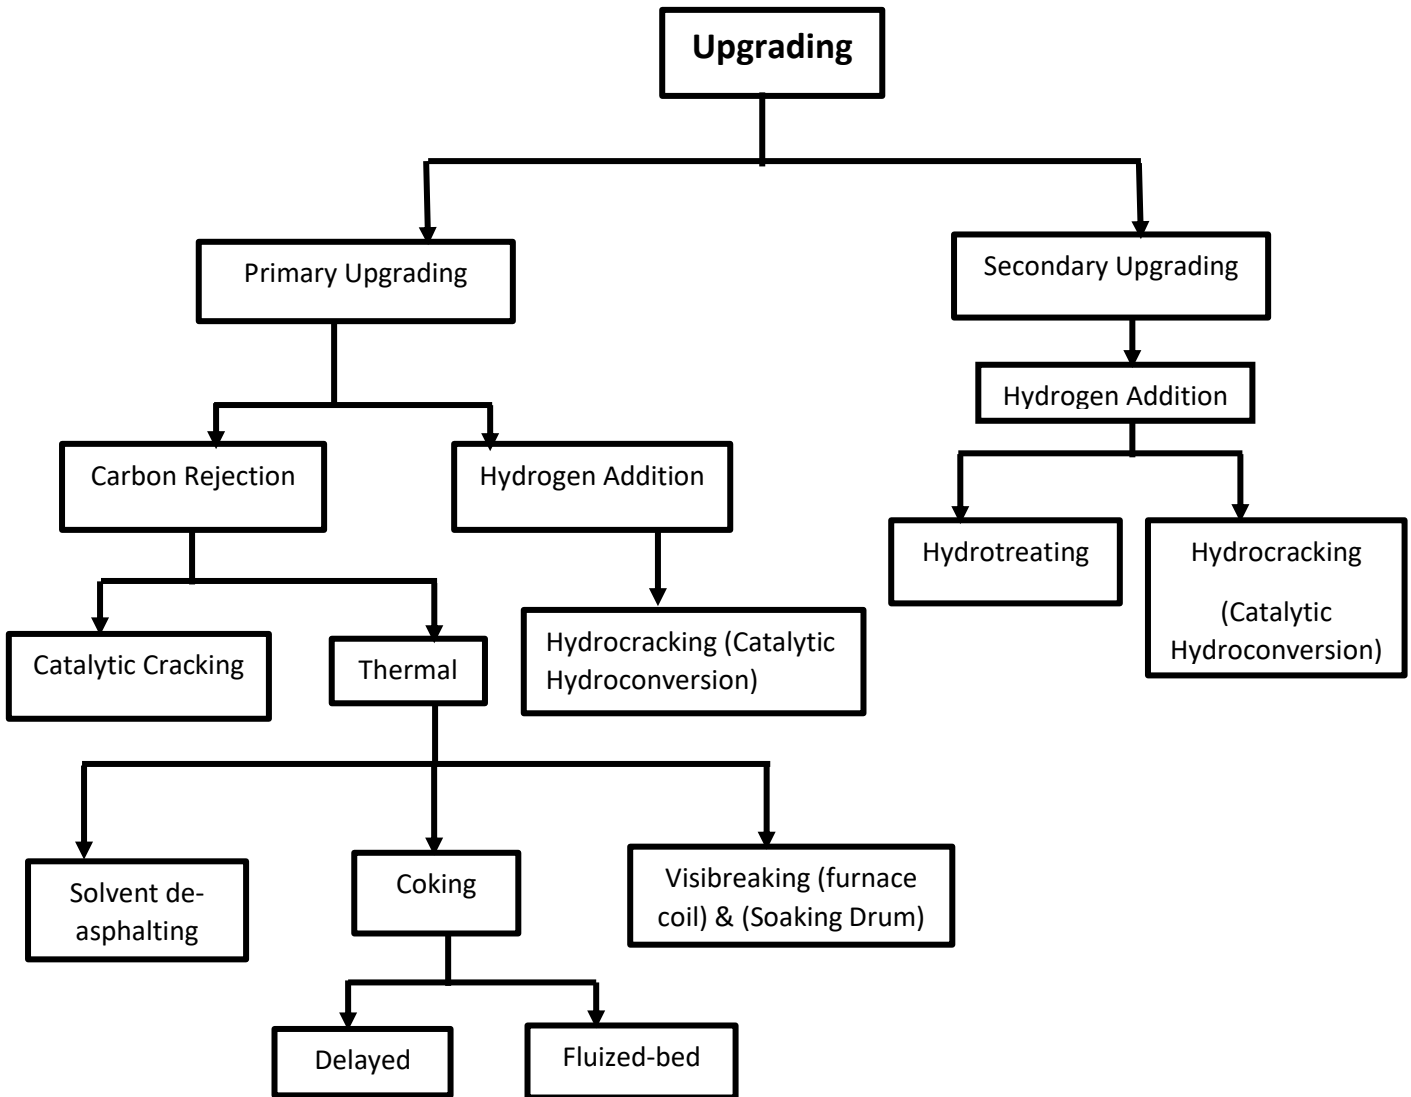 Upgrading
Primary Upgrading
Secondary Upgrading
Hydrogen Addition
Carbon Rejection
Hydrogen Addition
Hydrotreating
Hydrocracking
(Catalytic
Hydroconversion)
Catalytic Cracking
Thermal
Hydrocracking (Catalytic
Hydroconversion)
Solvent de-
asphalting
Coking
Visibreaking (furnace
coil) & (Soaking Drum)
Delayed
Fluized-bed